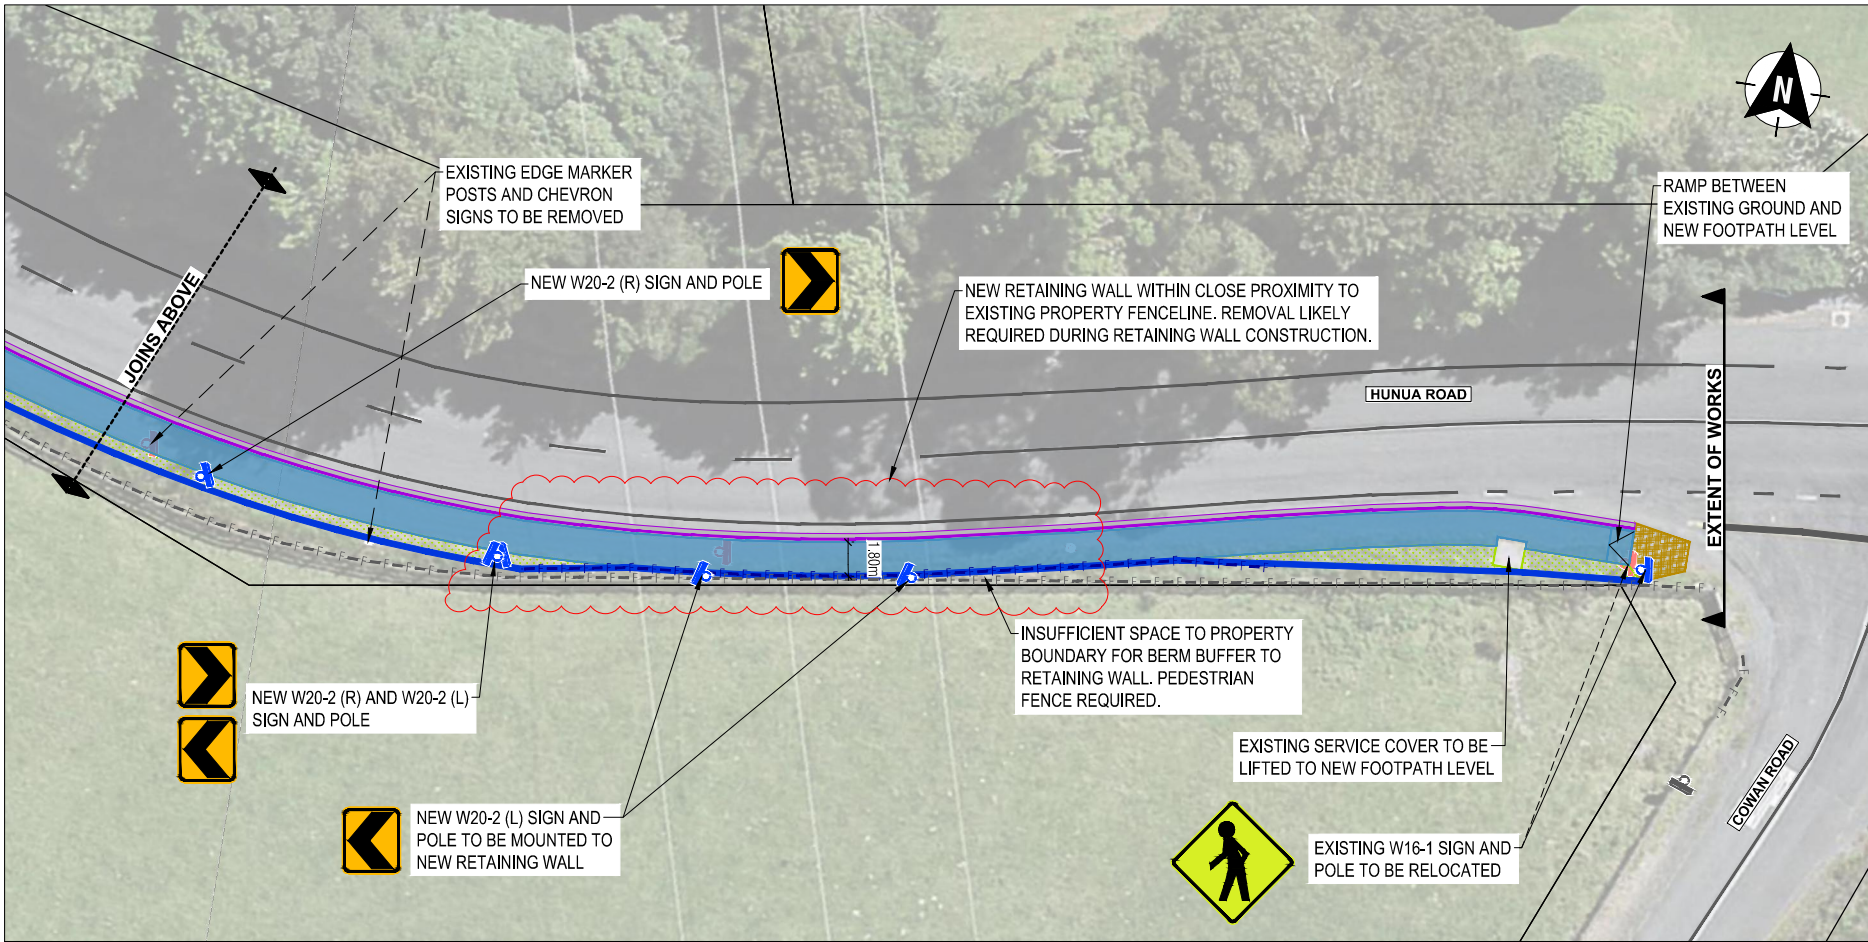 N
EXISTING EDGE MARKER
POSTS AND CHEVRON
SIGNS TO BE REMOVED
RAMP BETWEEN
EXISTING GROUND AND
NEW FOOTPATH LEVEL
NEW W20-2 (R) SIGN AND POLE
NEW RETAINING WALL WITHIN CLOSE PROXIMITY TO
EXISTING PROPERTY FENCELINE. REMOVAL LIKELY
REQUIRED DURING RETAINING WALL CONSTRUCTION.
JOINS ABOVE
HUNUA ROAD
EXTENT OF WORKS
1.80m
INSUFFICIENT SPACE TO PROPERTY
BOUNDARY FOR BERM BUFFER TO
RETAINING WALL. PEDESTRIAN
FENCE REQUIRED.
NEW W20-2 (R) AND W20-2 (L)
SIGN AND POLE
EXISTING SERVICE COVER TO BE
LIFTED TO NEW FOOTPATH LEVEL
COWAN ROAD
NEW W20-2 (L) SIGN AND
POLE TO BE MOUNTED TO
NEW RETAINING WALL
EXISTING W16-1 SIGN AND
POLE TO BE RELOCATED